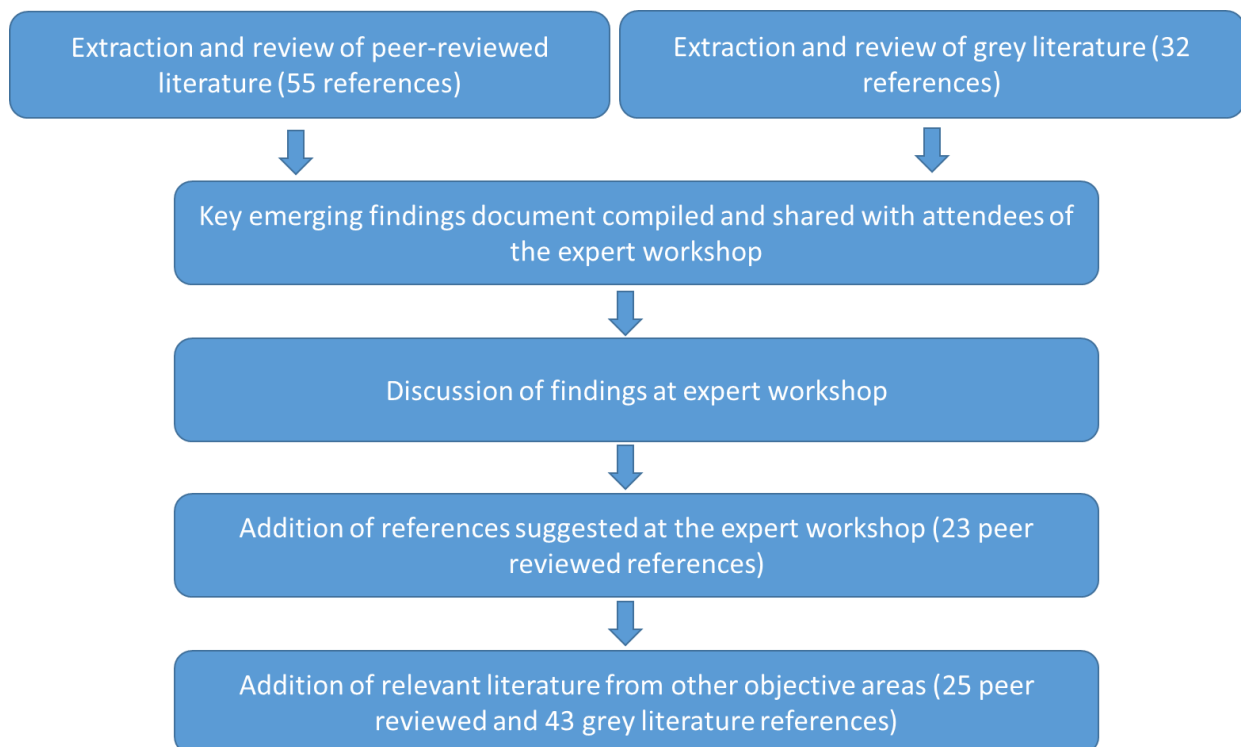 Extraction and review of peer-reviewed
literature (55 references)
Extraction and review of grey literature (32
references)
Key emerging findings document compiled and shared with attendees of
the expert workshop
Discussion of findings at expert workshop
Addition of references suggested at the expert workshop (23 peer
reviewed references)
Addition of relevant literature from other objective areas (25 peer
reviewed and 43 grey literature references)